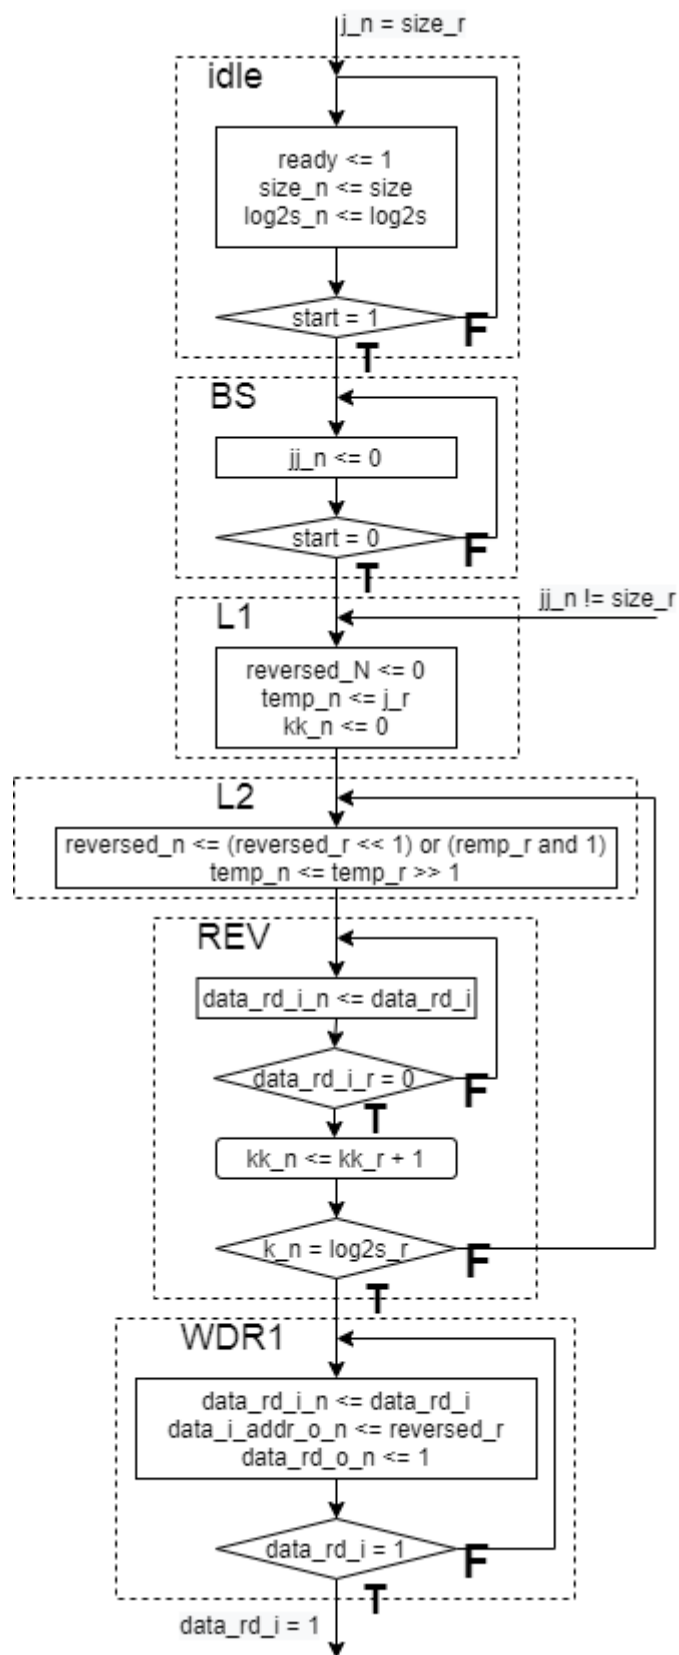 j_n = size_r
idle
ready <= 1
size_n <= size
log2s_n <= log2s
start = 1
F
T
BS
jj_n <= 0
start = 0
F
T
jj_n != size_r
L1
reversed_N <= 0
temp_n <= j_r
kk_n <= 0
L2
reversed_n <= (reversed_r << 1) or (remp_r and 1)
temp_n <= temp_r >> 1
REV
data_rd_i_n <= data_rd_i
data_rd_i_r = 0
F
T
kk_n <= kk_r + 1
k_n = log2s_r
F
T
WDR1
data_rd_i_n <= data_rd_i
data_i_addr_o_n <= reversed_r
data_rd_o_n <= 1
data_rd_i = 1
F
T
data_rd_i = 1